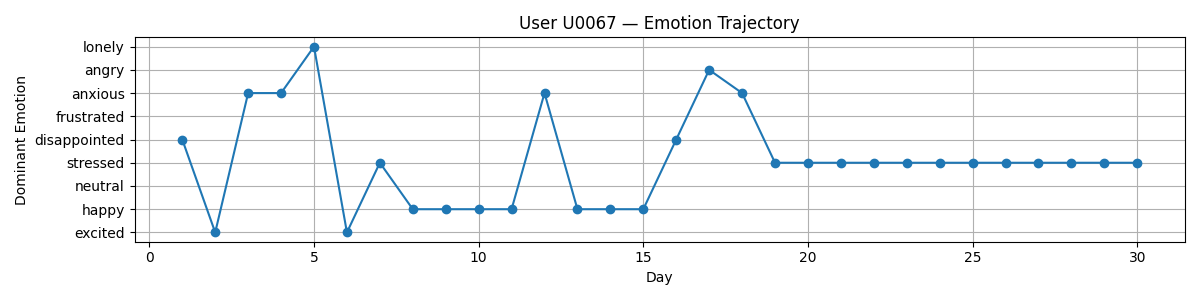 User U0067 — Emotion Trajectory
Dominant Emotion
lonely
angry
anxious
frustrated
disappointed
stressed
neutral
happy
excited
0 5 10 15 20 25 30
Day